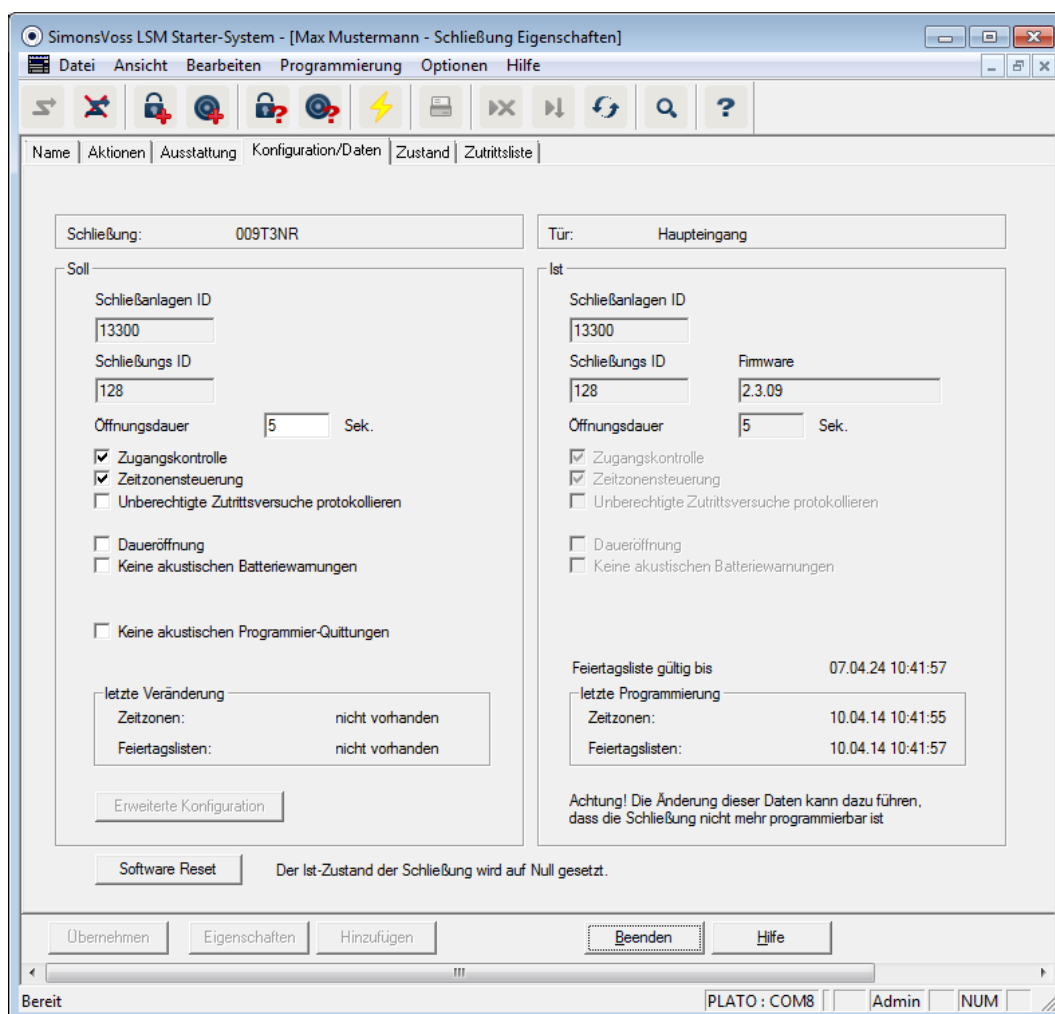 SimonsVoss LSM Starter-System - [Max Mustermann - Schließung Eigenschaften]
Datei Ansicht Bearbeiten Programmierung Optionen Hilfe
Name Aktionen Ausstattung Konfiguration/Daten Zustand Zutrittsliste
Schließung: 009T3NR
Tür: Haupteingang
Soll
Schließanlagen ID
13300
Schließungs ID
128
Öffnungsdauer 5 Sek.
Zugangskontrolle
Zeitzonensteuerung
Unberechtigte Zutrittsversuche protokollieren
Daueröffnung
Keine akustischen Batteriewarnungen
Keine akustischen Programmier-Quittungen
letzte Veränderung
Zeitzonen: nicht vorhanden
Feiertagslisten: nicht vorhanden
Erweiterte Konfiguration
Ist
Schließanlagen ID
13300
Schließungs ID Firmware
128 2.3.09
Öffnungsdauer 5 Sek.
Zugangskontrolle
Zeitzonensteuerung
Unberechtigte Zutrittsversuche protokollieren
Daueröffnung
Keine akustischen Batteriewarnungen
Feiertagsliste gültig bis 07.04.24 10:41:57
letzte Programmierung
Zeitzonen: 10.04.14 10:41:55
Feiertagslisten: 10.04.14 10:41:57
Achtung! Die Änderung dieser Daten kann dazu führen,
dass die Schließung nicht mehr programmierbar ist
Software Reset Der Ist-Zustand der Schließung wird auf Null gesetzt.
Übernehmen Eigenschaften Hinzufügen Beenden Hilfe
Bereit PLATO : COM8 Admin NUM